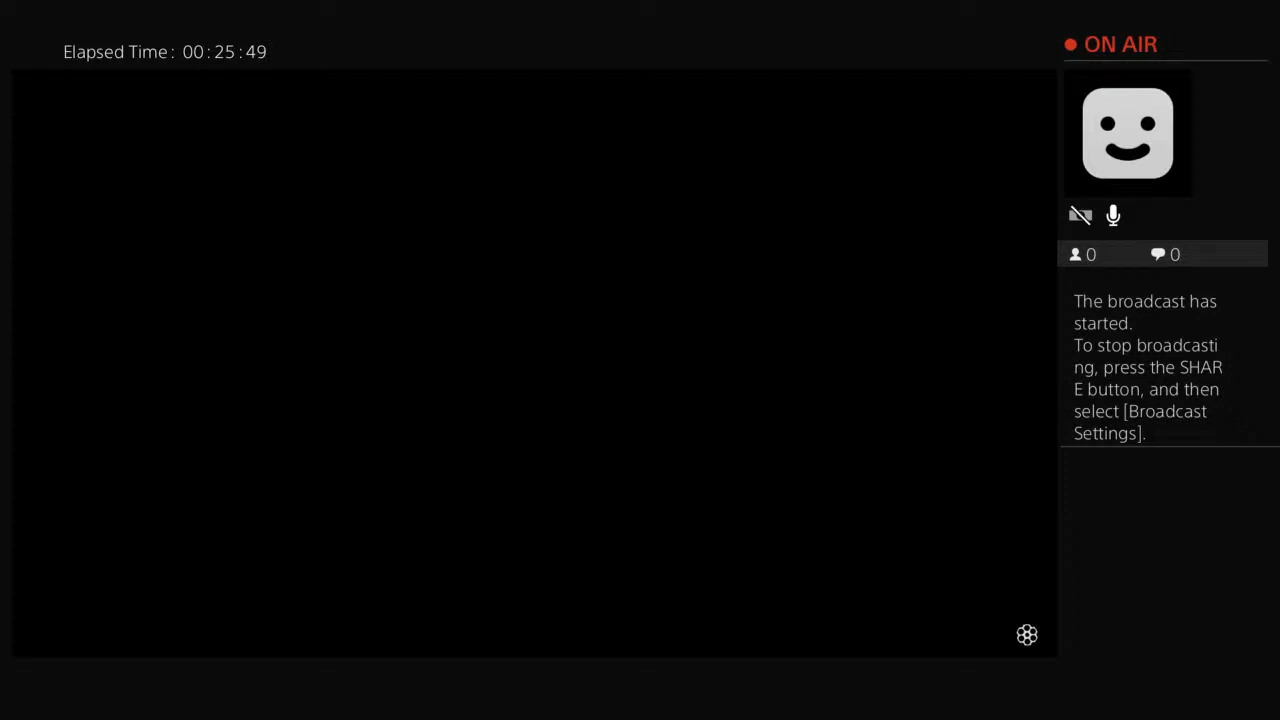 Elapsed Time: 00:25:49
ON AIR
0 0
The broadcast has
started.
To stop broadcasti
ng, press the SHAR
E button, and then
select [Broadcast
Settings].